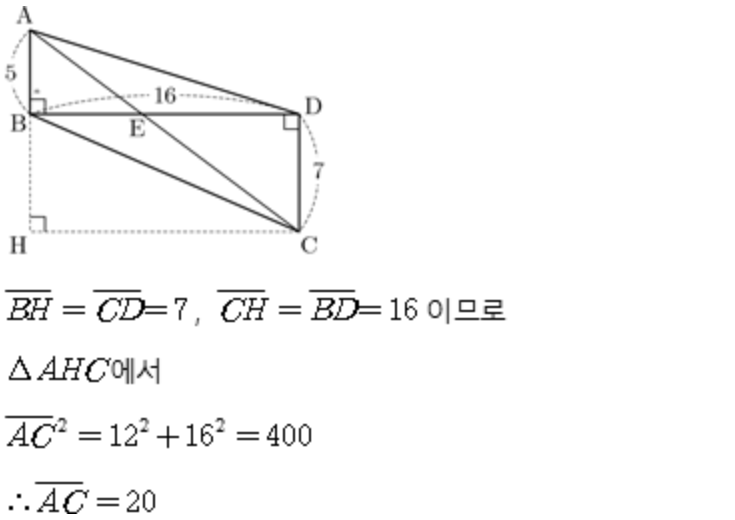 A
5
16
B
E
D
7
H
C
BH = CD = 7 , CH = BD = 16 이므로
△AHC에서
AC² = 12² + 16² = 400
∴ AC = 20